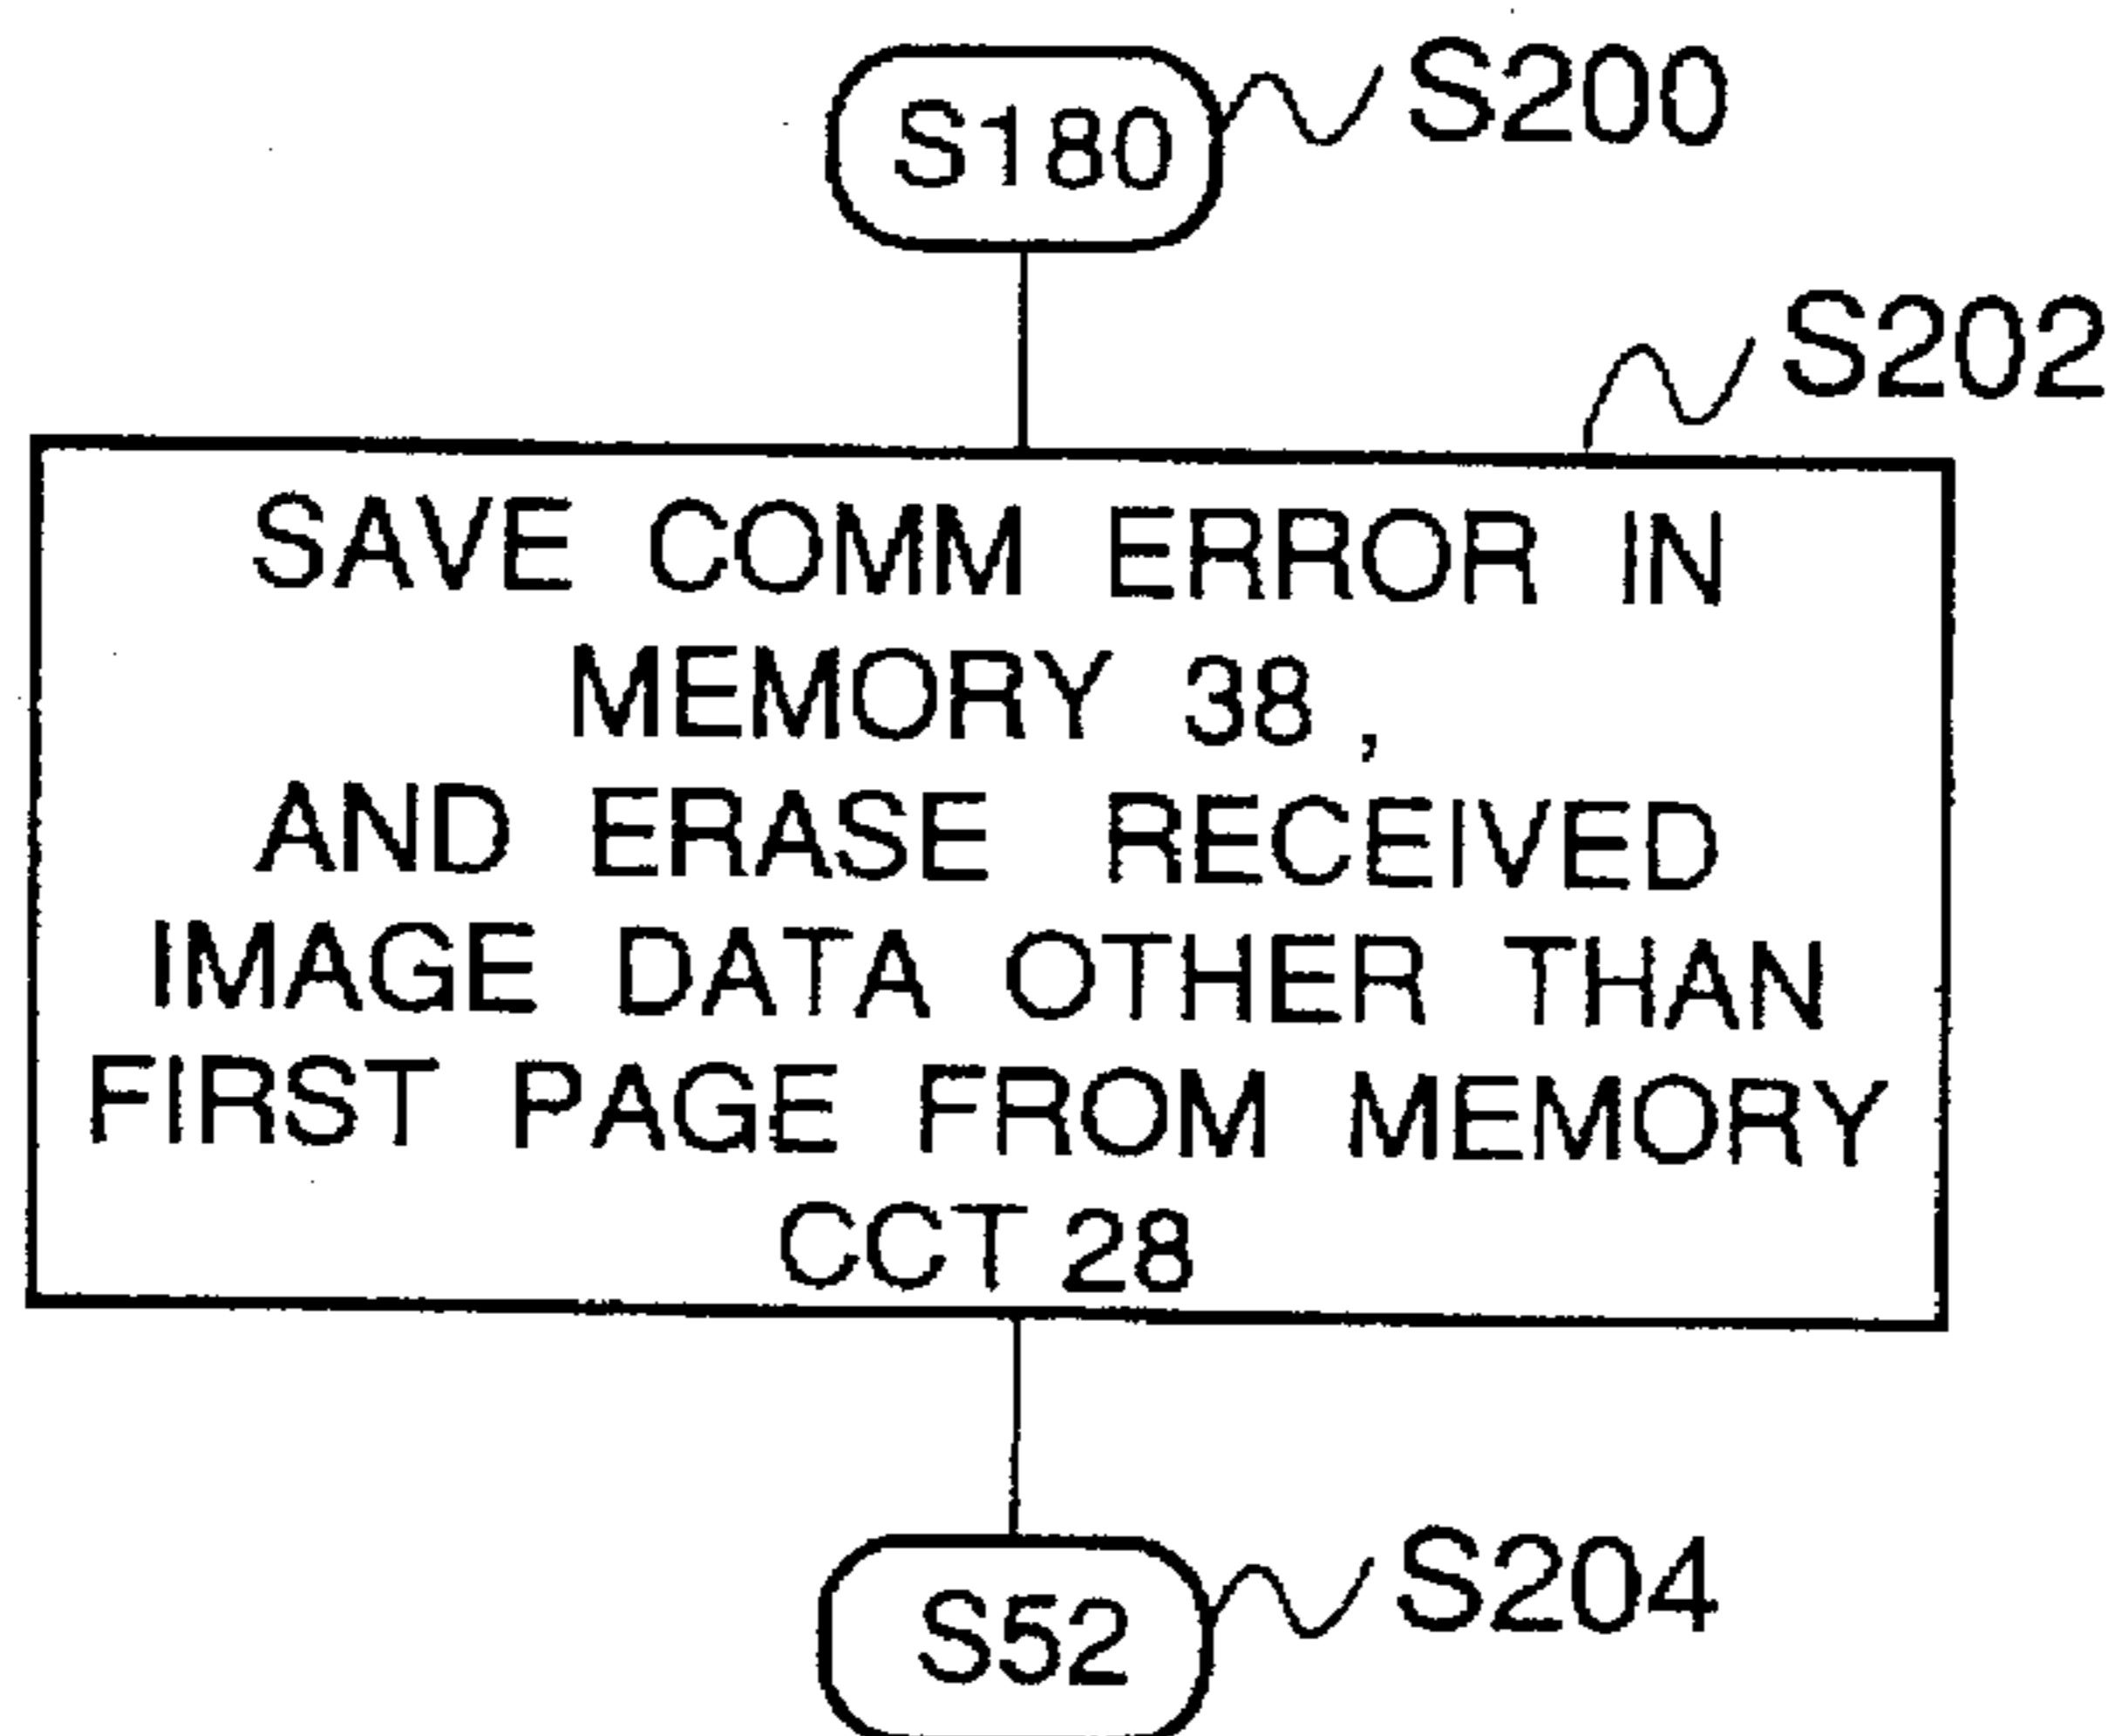 S180
S200
S202
SAVE COMM ERROR IN
MEMORY 38 ,
AND ERASE RECEIVED
IMAGE DATA OTHER THAN
FIRST PAGE FROM MEMORY
CCT 28
S52
S204